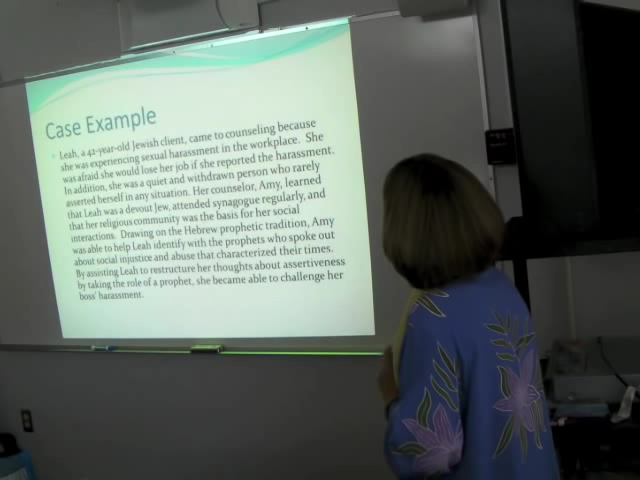 Case Example
Leah, a 42-year-old Jewish client, came to counseling because
she was experiencing sexual harassment in the workplace. She
was afraid she would lose her job if she reported the harassment.
In addition, she was a quiet and withdrawn person who rarely
asserted herself in any situation. Her counselor, Amy, learned
that Leah was a devout Jew, attended synagogue regularly, and
that her religious community was the basis for her social
interactions. Drawing on the Hebrew prophetic tradition, Amy
was able to help Leah identify with the prophets who spoke out
about social injustice and abuse that characterized their times.
By assisting Leah to restructure her thoughts about assertiveness
by taking the role of a prophet, she became able to challenge her
boss' harassment.